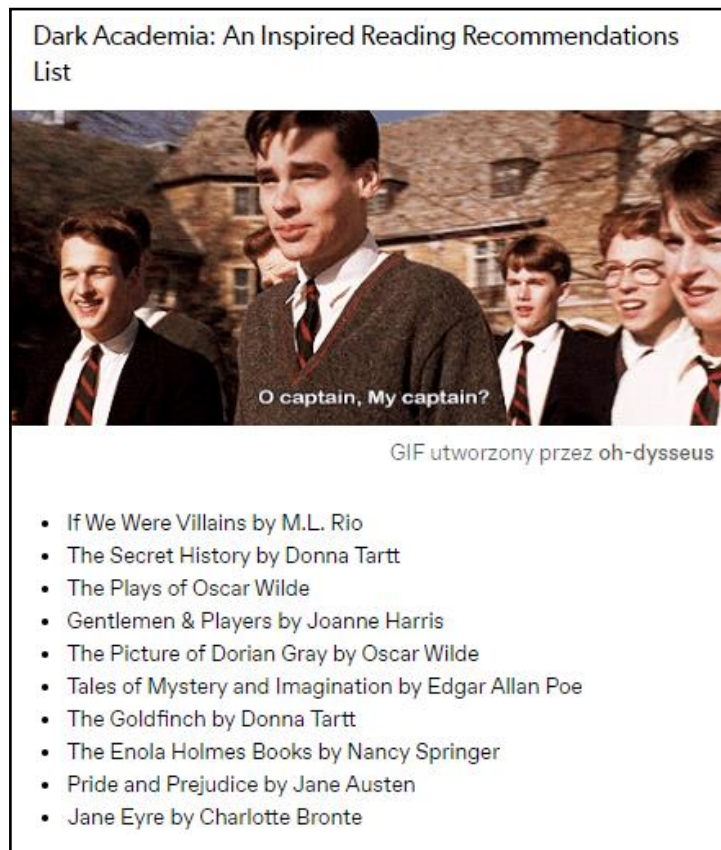 Dark Academia: An Inspired Reading Recommendations
List
O captain, My captain?
GIF utworzony przez oh-dysseus
• If We Were Villains by M.L. Rio
• The Secret History by Donna Tartt
• The Plays of Oscar Wilde
• Gentlemen & Players by Joanne Harris
• The Picture of Dorian Gray by Oscar Wilde
• Tales of Mystery and Imagination by Edgar Allan Poe
• The Goldfinch by Donna Tartt
• The Enola Holmes Books by Nancy Springer
• Pride and Prejudice by Jane Austen
• Jane Eyre by Charlotte Bronte